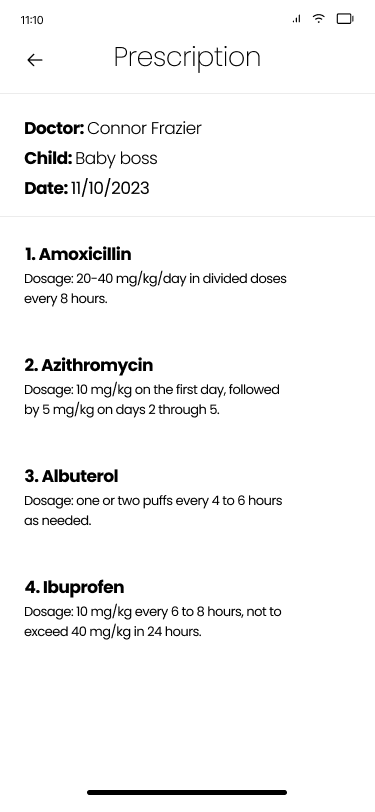 11:10
Prescription
Doctor: Connor Frazier
Child: Baby boss
Date: 11/10/2023
1. Amoxicillin
Dosage: 20-40 mg/kg/day in divided doses
every 8 hours.
2. Azithromycin
Dosage: 10 mg/kg on the first day, followed
by 5 mg/kg on days 2 through 5.
3. Albuterol
Dosage: one or two puffs every 4 to 6 hours
as needed.
4. Ibuprofen
Dosage: 10 mg/kg every 6 to 8 hours, not to
exceed 40 mg/kg in 24 hours.